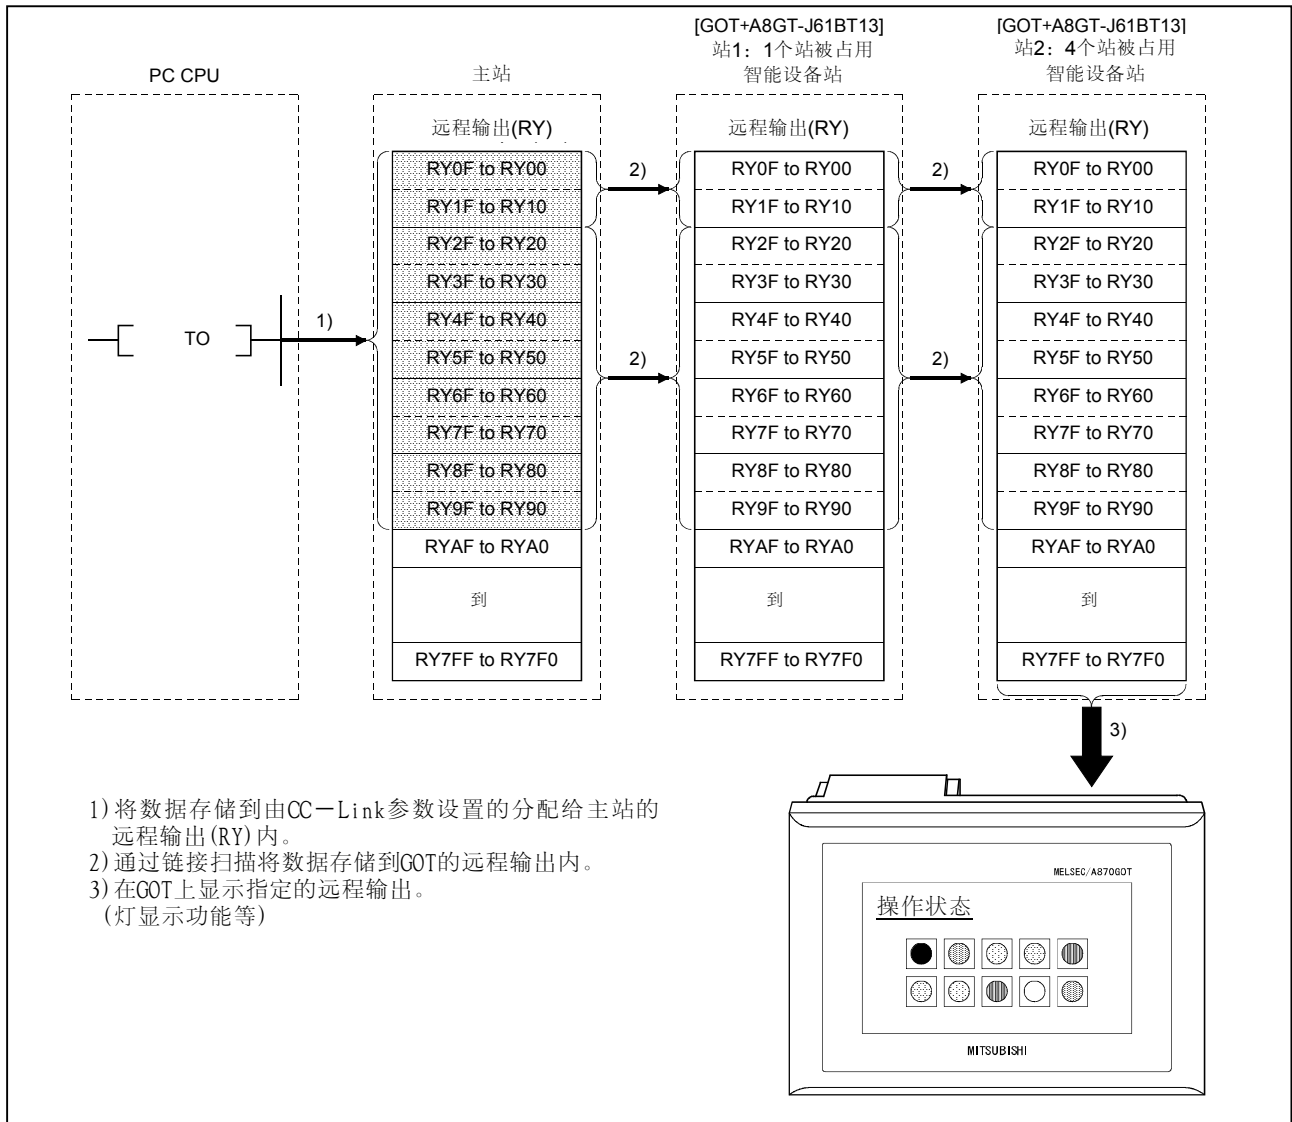 [GOT+A8GT-J61BT13]
站1：1个站被占用
智能设备站
[GOT+A8GT-J61BT13]
站2：4个站被占用
智能设备站
PC CPU
主站
远程输出(RY)
远程输出(RY)
远程输出(RY)
RY0F to RY00
RY1F to RY10
RY2F to RY20
RY3F to RY30
RY4F to RY40
RY5F to RY50
RY6F to RY60
RY7F to RY70
RY8F to RY80
RY9F to RY90
RYAF to RYA0
到
RY7FF to RY7F0
RY0F to RY00
RY1F to RY10
RY2F to RY20
RY3F to RY30
RY4F to RY40
RY5F to RY50
RY6F to RY60
RY7F to RY70
RY8F to RY80
RY9F to RY90
RYAF to RYA0
到
RY7FF to RY7F0
RY0F to RY00
RY1F to RY10
RY2F to RY20
RY3F to RY30
RY4F to RY40
RY5F to RY50
RY6F to RY60
RY7F to RY70
RY8F to RY80
RY9F to RY90
RYAF to RYA0
到
RY7FF to RY7F0
TO
1)
2)
2)
2)
2)
3)
1)将数据存储到由CC－Link参数设置的分配给主站的
远程输出(RY)内。
2)通过链接扫描将数据存储到GOT的远程输出内。
3)在GOT上显示指定的远程输出。
(灯显示功能等)
MELSEC/A870GOT
操作状态
MITSUBISHI